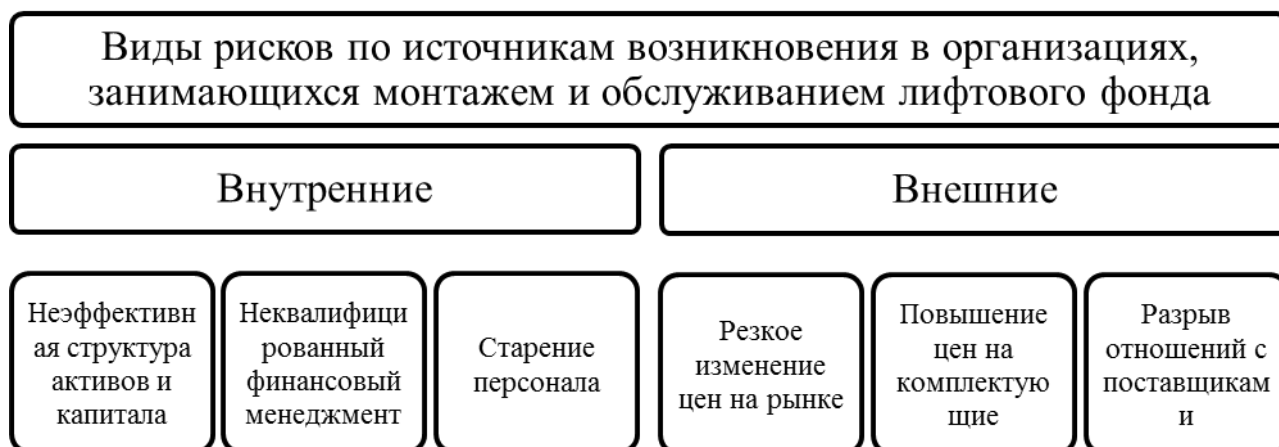 Виды рисков по источникам возникновения в организациях,
занимающихся монтажем и обслуживанием лифтового фонда
Внутренние
Внешние
Неэффективн
ая структура
активов и
капитала
Неквалифици
рованный
финансовый
менеджмент
Старение
персонала
Резкое
изменение
цен на рынке
Повышение
цен на
комплектую
щие
Разрыв
отношений с
поставщикам
и